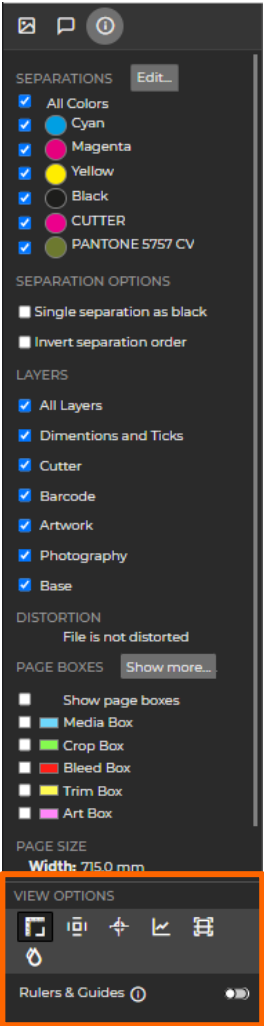 SEPARATIONS Edit...
All Colors
Cyan
Magenta
Yellow
Black
CUTTER
PANTONE 5757 CV
SEPARATION OPTIONS
Single separation as black
Invert separation order
LAYERS
All Layers
Dimentions and Ticks
Cutter
Barcode
Artwork
Photography
Base
DISTORTION
File is not distorted
PAGE BOXES Show more...
Show page boxes
Media Box
Crop Box
Bleed Box
Trim Box
Art Box
PAGE SIZE
Width: 715.0 mm
VIEW OPTIONS
Rulers & Guides